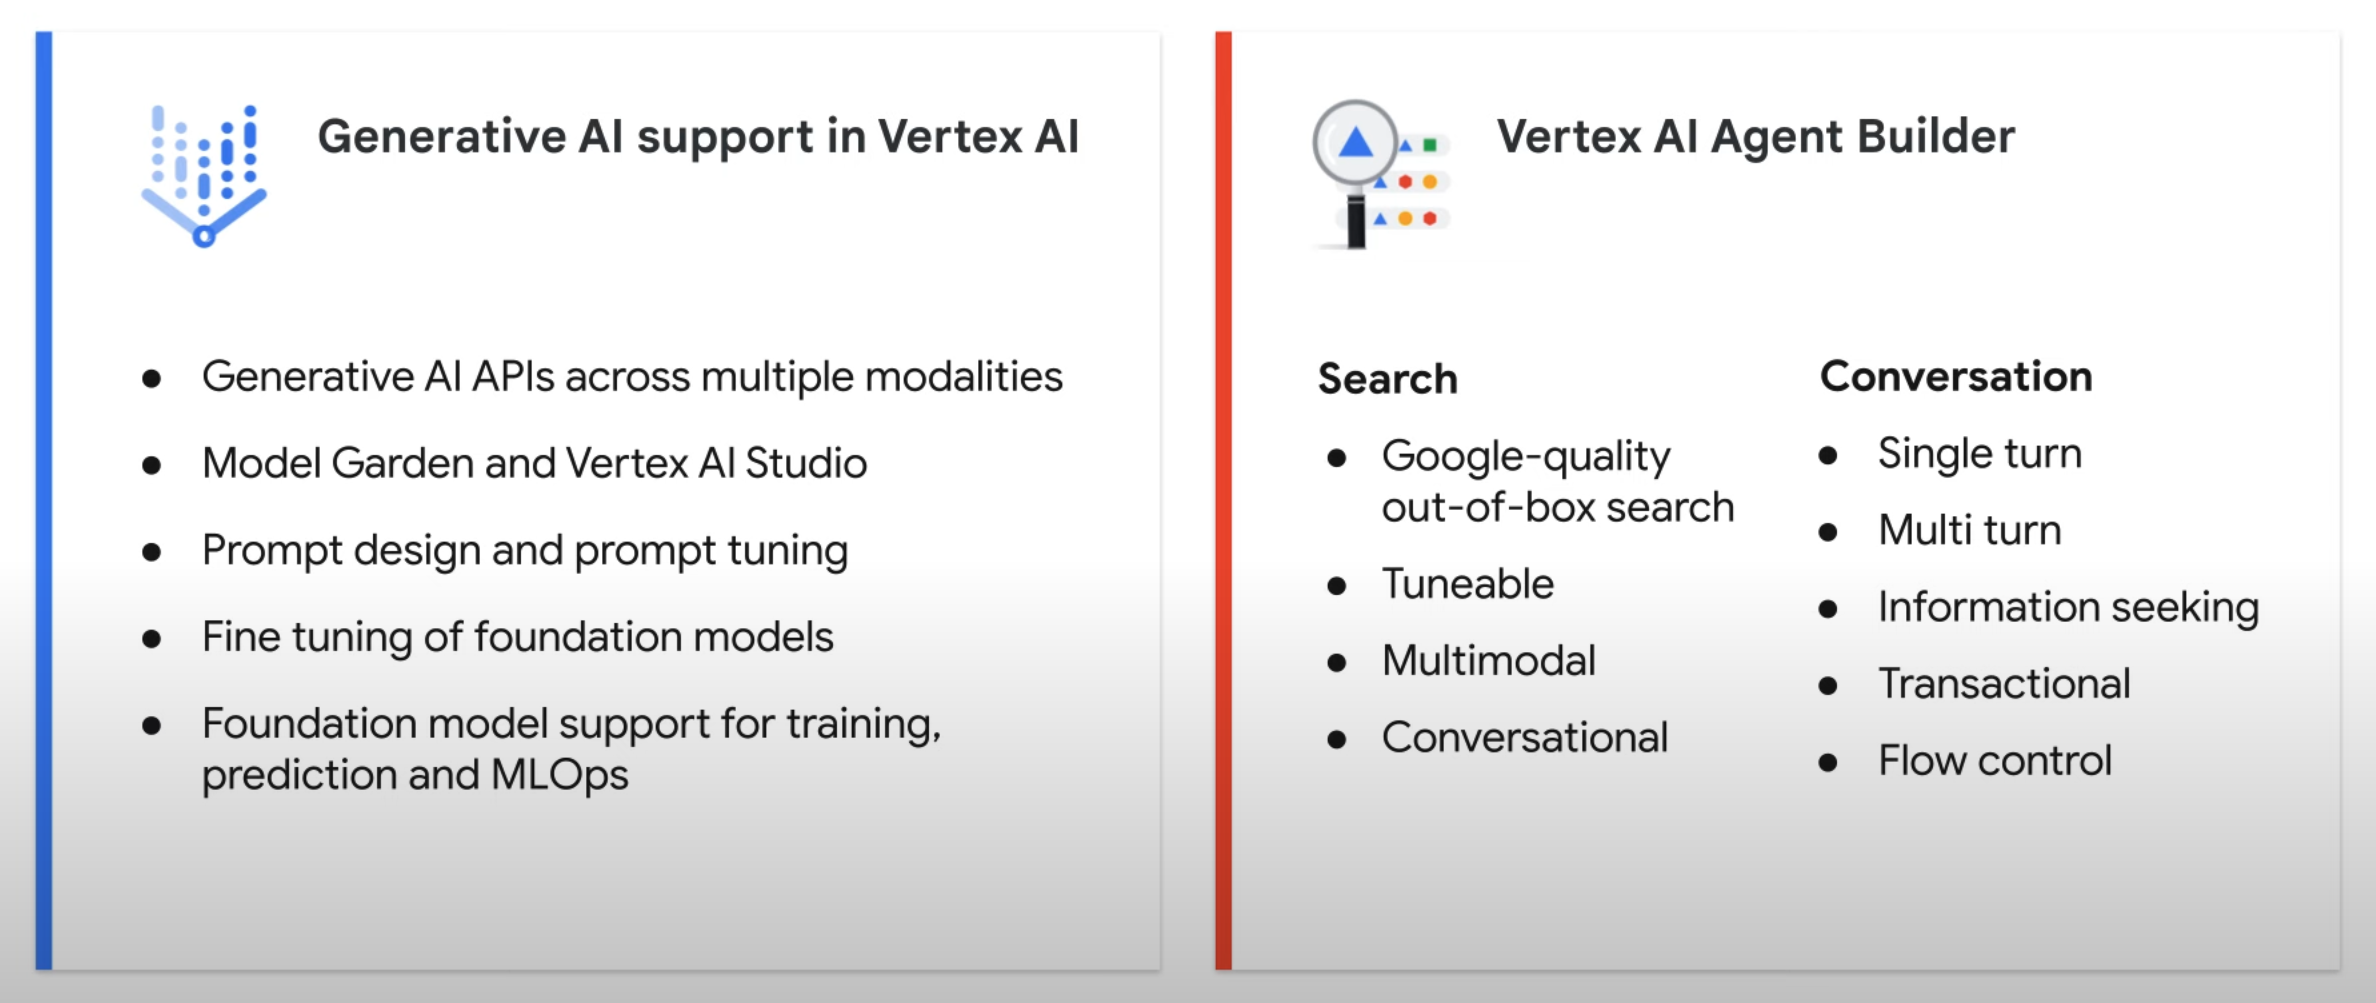 Generative AI support in Vertex AI
● Generative AI APIs across multiple modalities
● Model Garden and Vertex AI Studio
● Prompt design and prompt tuning
● Fine tuning of foundation models
● Foundation model support for training,
prediction and MLOps
Vertex AI Agent Builder
Search
● Google-quality
out-of-box search
● Tuneable
● Multimodal
● Conversational
Conversation
● Single turn
● Multi turn
● Information seeking
● Transactional
● Flow control